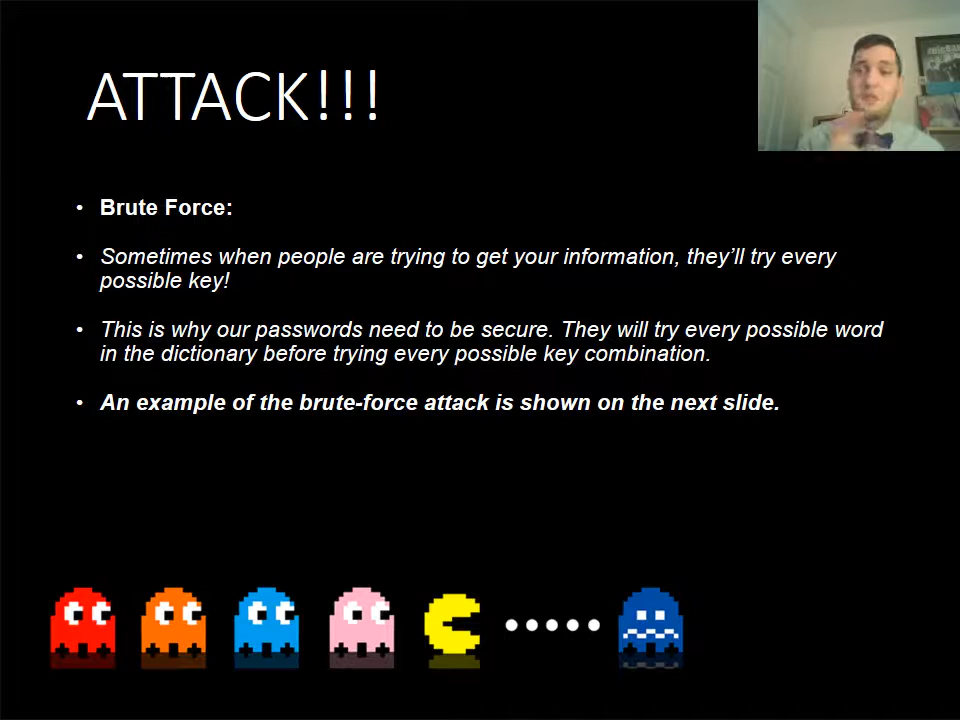 ATTACK!!!
• Brute Force:
• Sometimes when people are trying to get your information, they'll try every
possible key!
• This is why our passwords need to be secure. They will try every possible word
in the dictionary before trying every possible key combination.
• An example of the brute-force attack is shown on the next slide.